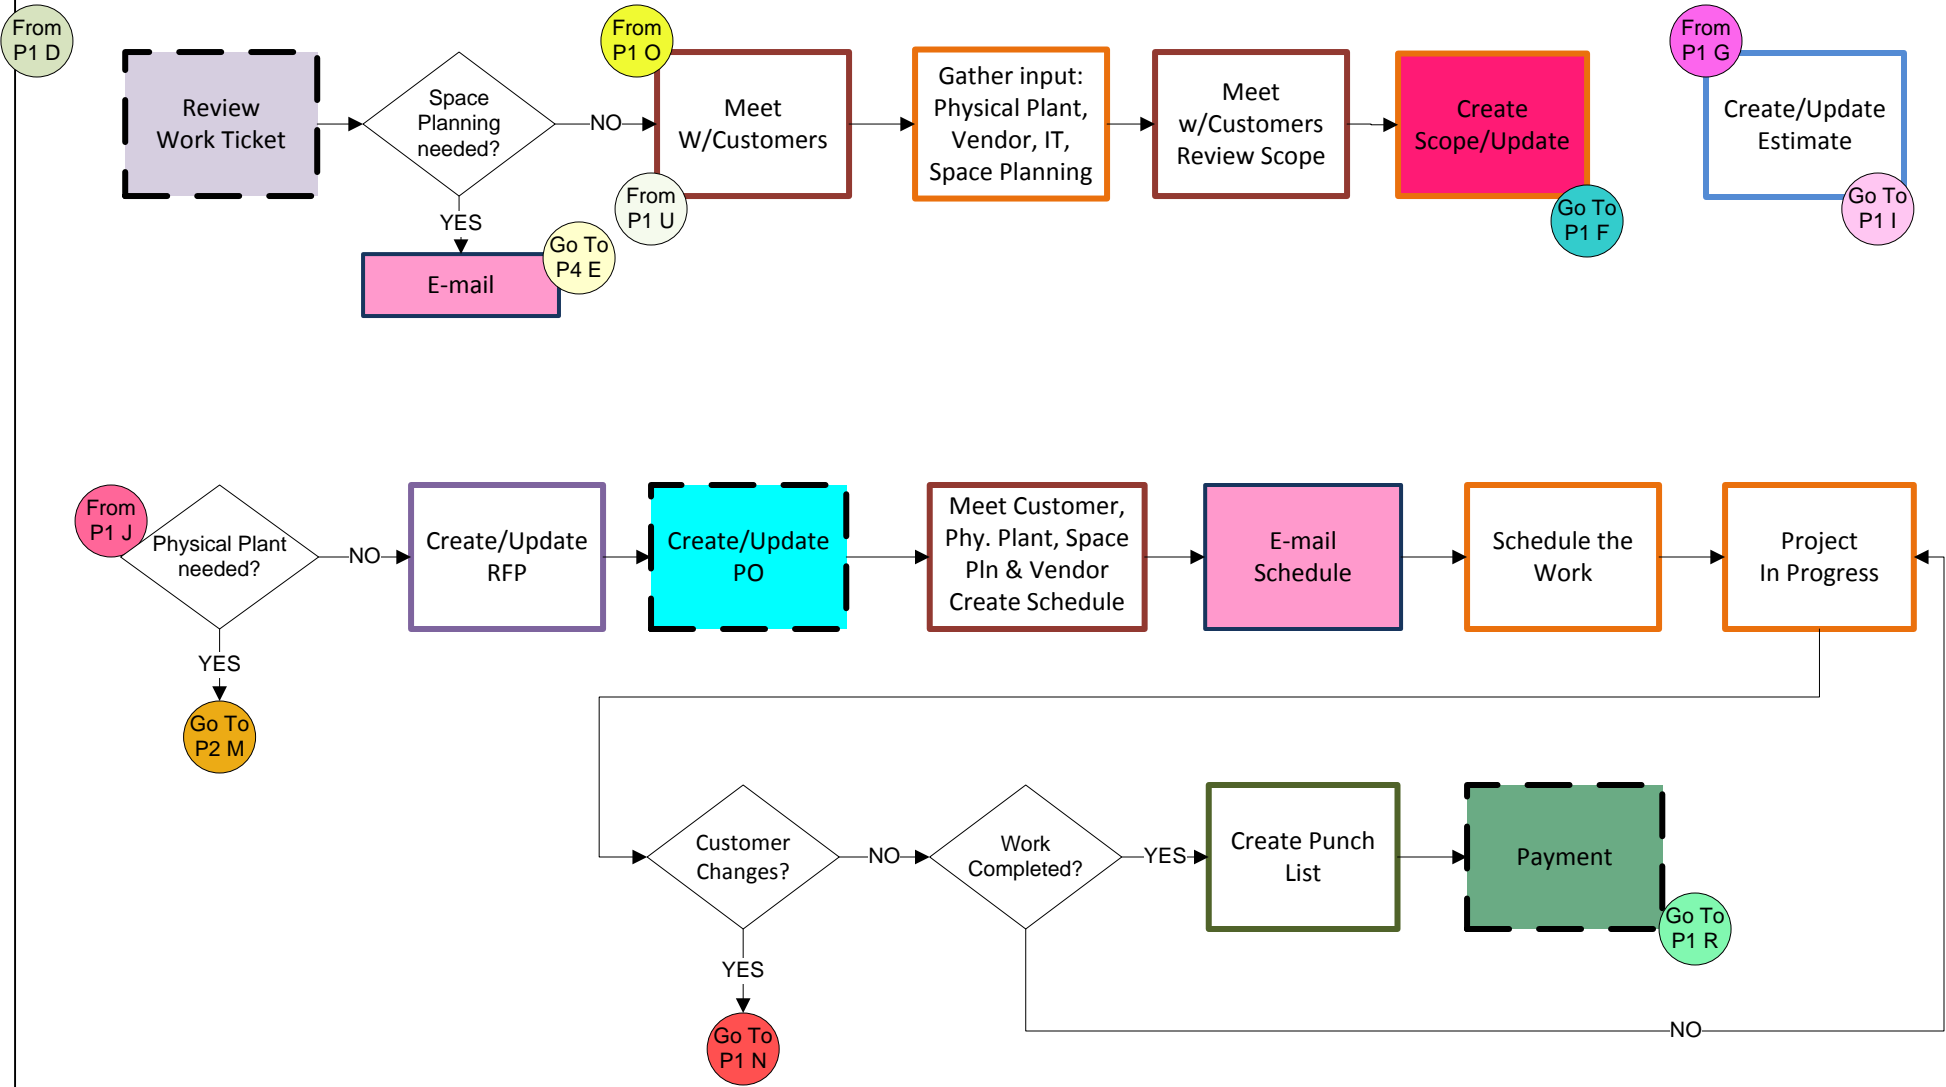 From
P1 D
Review
Work Ticket
Space
Planning
needed?
NO
YES
E-mail
Go To
P4 E
From
P1 O
Meet
W/Customers
From
P1 U
Gather input:
Physical Plant,
Vendor, IT,
Space Planning
Meet
w/Customers
Review Scope
Create
Scope/Update
Go To
P1 F
From
P1 G
Create/Update
Estimate
Go To
P1 I
From
P1 J
Physical Plant
needed?
NO
YES
Go To
P2 M
Create/Update
RFP
Create/Update
PO
Meet Customer,
Phy. Plant, Space
Pln & Vendor
Create Schedule
E-mail
Schedule
Schedule the
Work
Project
In Progress
Customer
Changes?
NO
YES
Go To
P1 N
Work
Completed?
YES
NO
Create Punch
List
Payment
Go To
P1 R